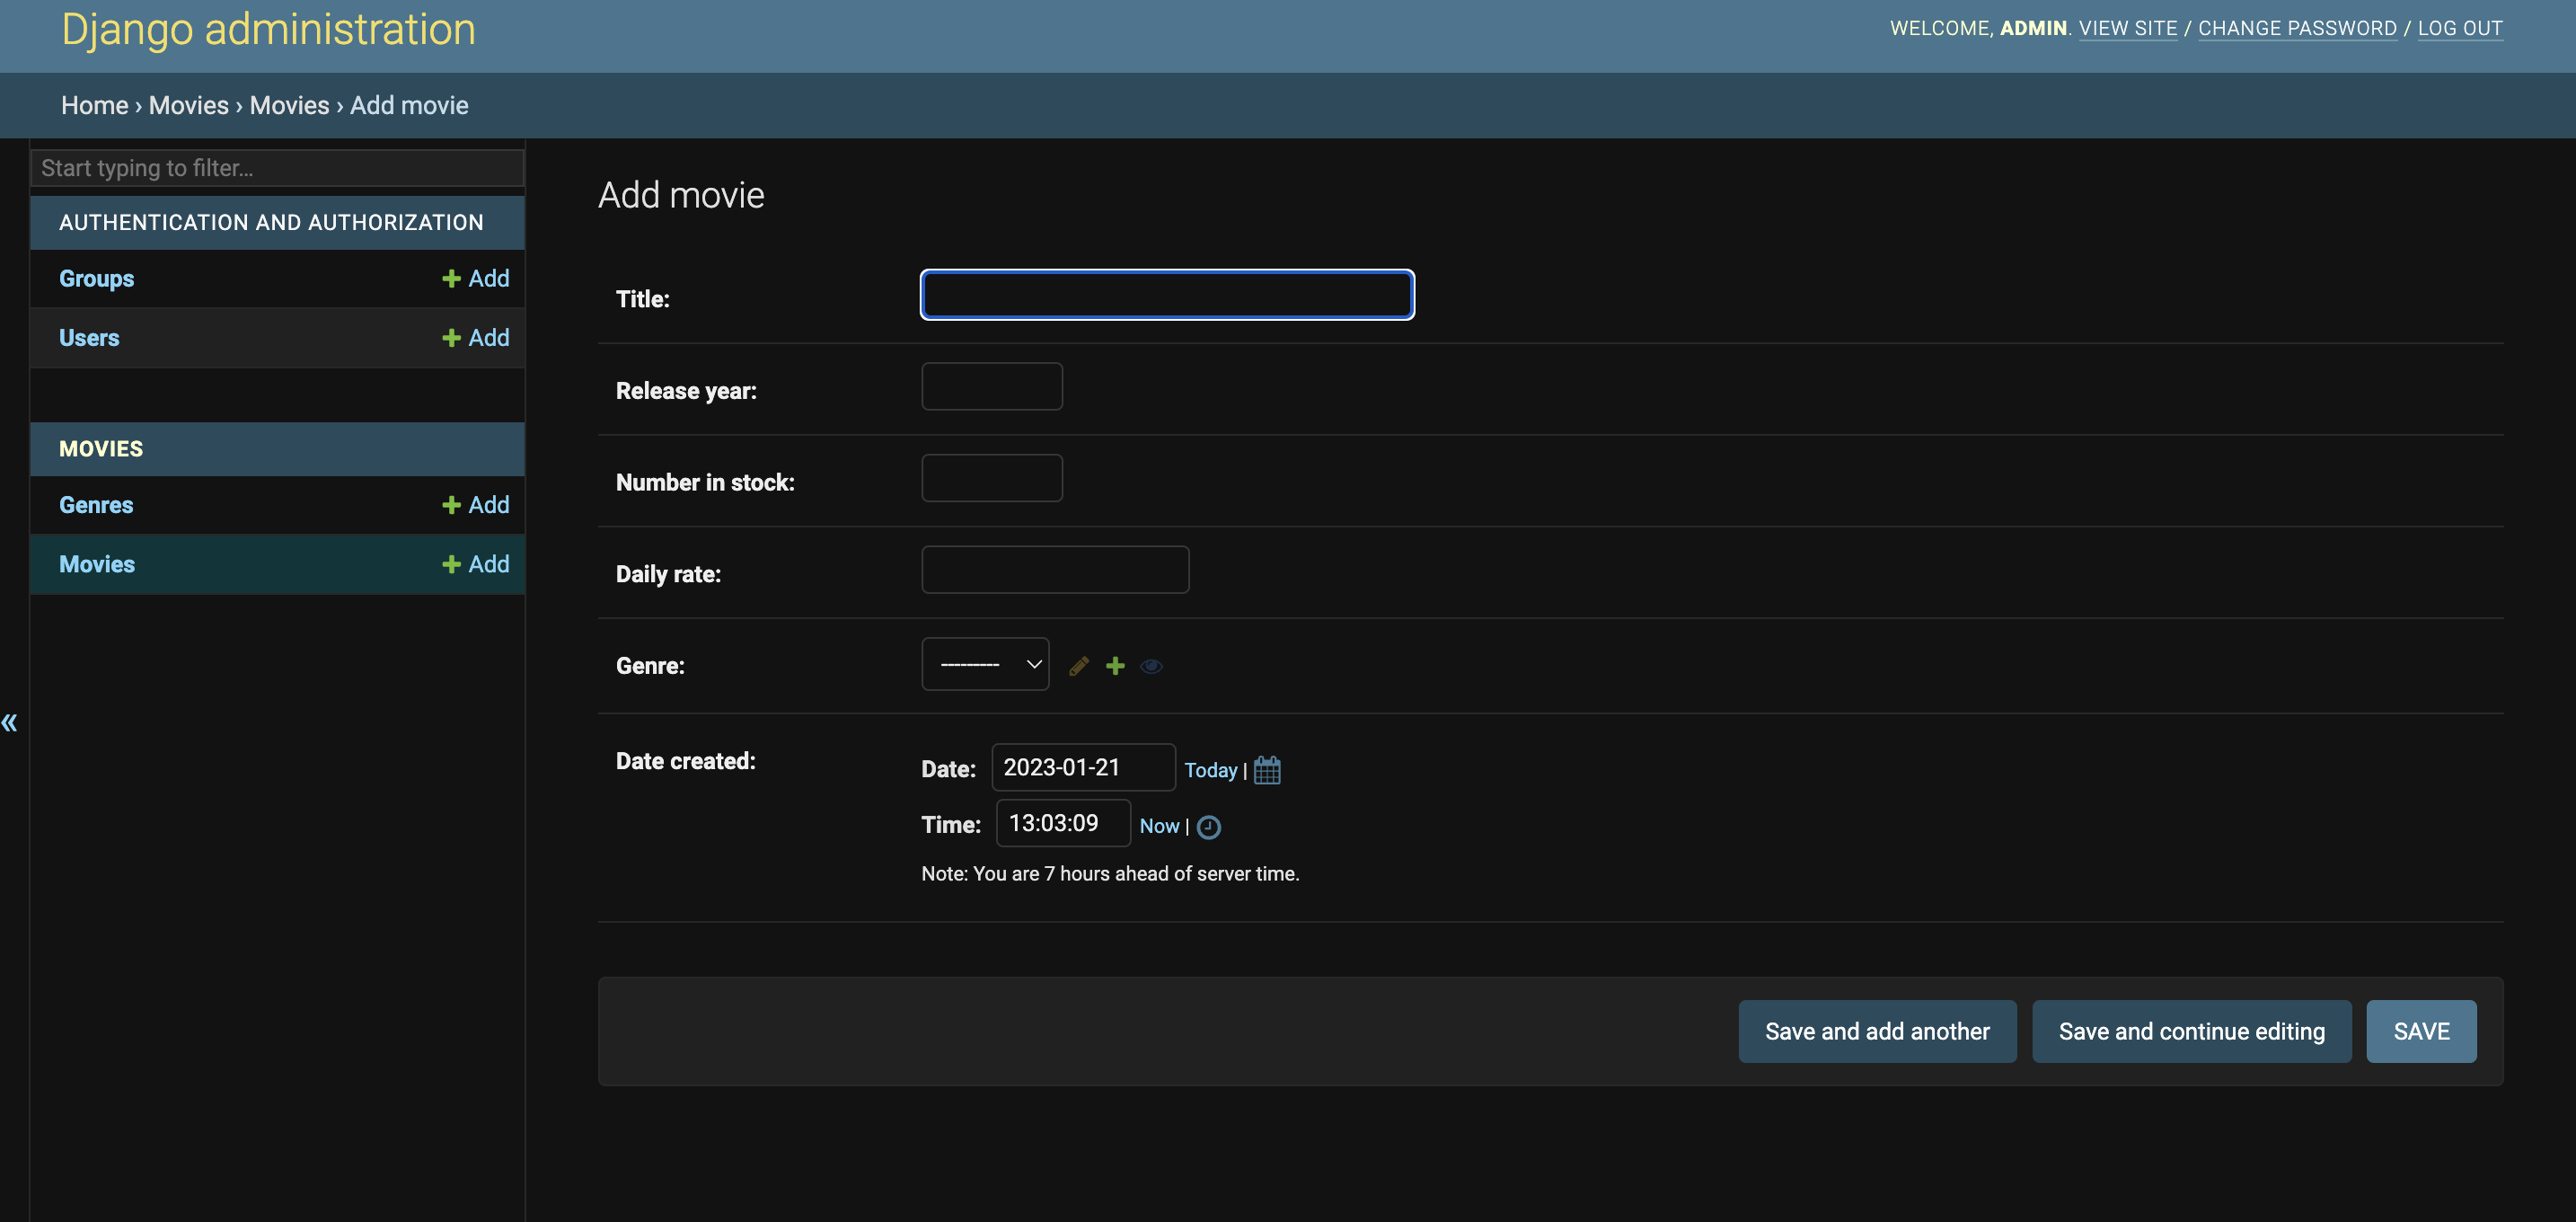 Django administration
WELCOME, ADMIN. VIEW SITE / CHANGE PASSWORD / LOG OUT
Home › Movies › Movies › Add movie
Start typing to filter...
AUTHENTICATION AND AUTHORIZATION
Groups + Add
Users + Add
MOVIES
Genres + Add
Movies + Add
«
Add movie
Title:
Release year:
Number in stock:
Daily rate:
Genre: ---------
Date created:
Date: 2023-01-21 Today |
Time: 13:03:09 Now |
Note: You are 7 hours ahead of server time.
Save and add another Save and continue editing SAVE